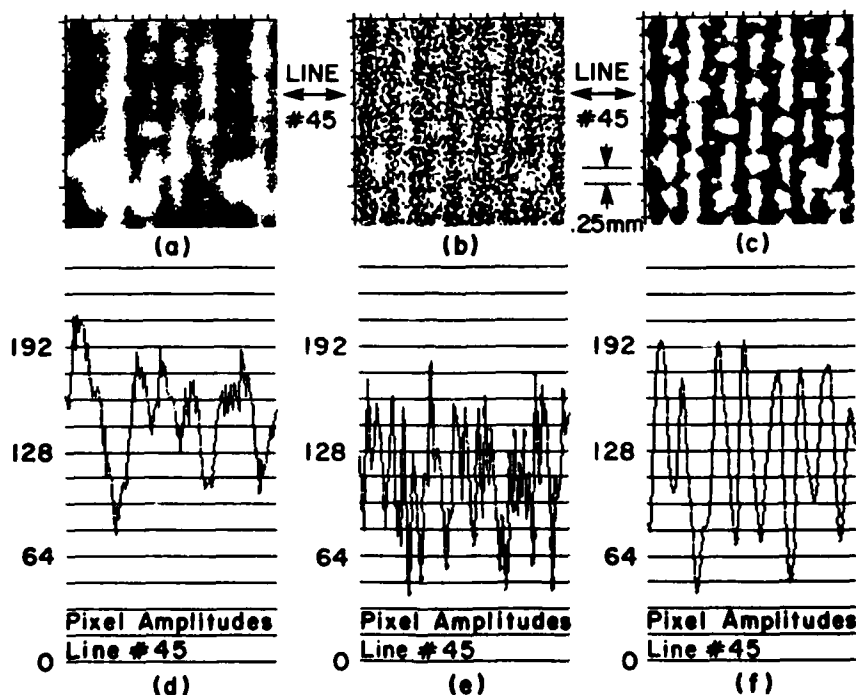 LINE
#45
LINE
#45
.25mm
(a)
(b)
(c)
192
128
64
0
Pixel Amplitudes
Line #45
(d)
192
128
64
0
Pixel Amplitudes
Line #45
(e)
192
128
64
0
Pixel Amplitudes
Line #45
(f)